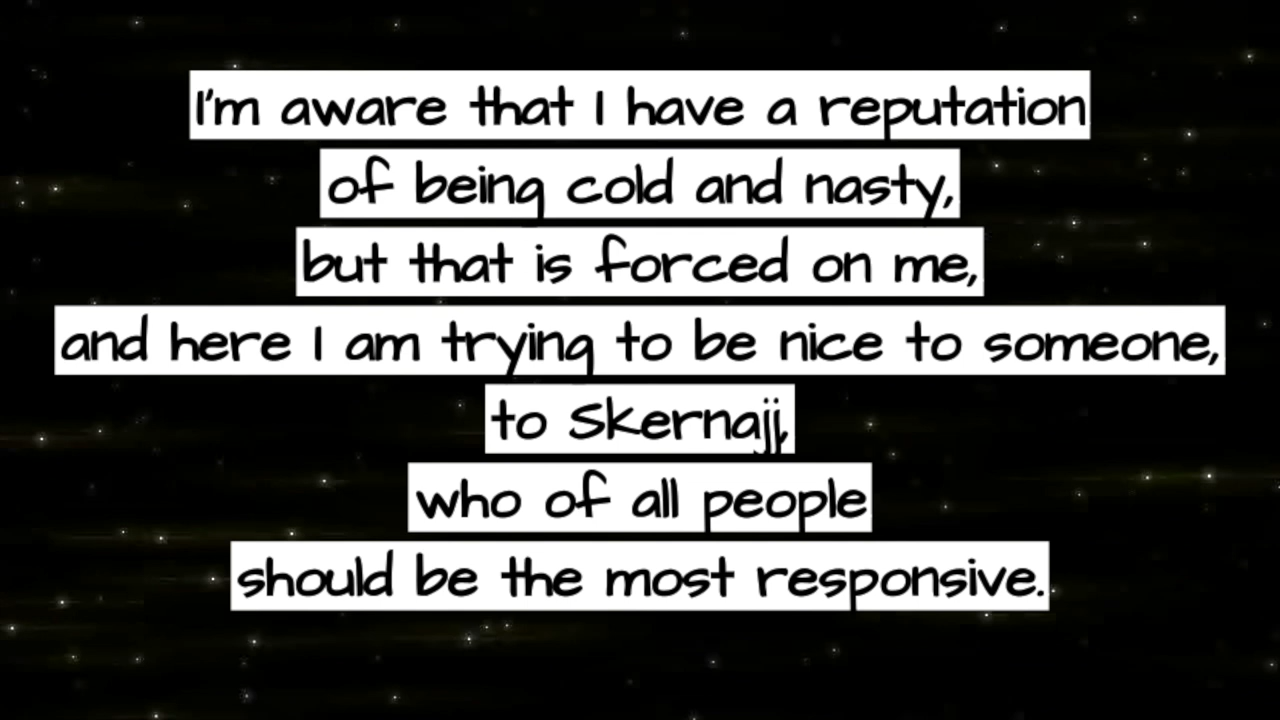 I'm aware that I have a reputation
of being cold and nasty,
but that is forced on me,
and here I am trying to be nice to someone,
to Skernajj,
who of all people
should be the most responsive.